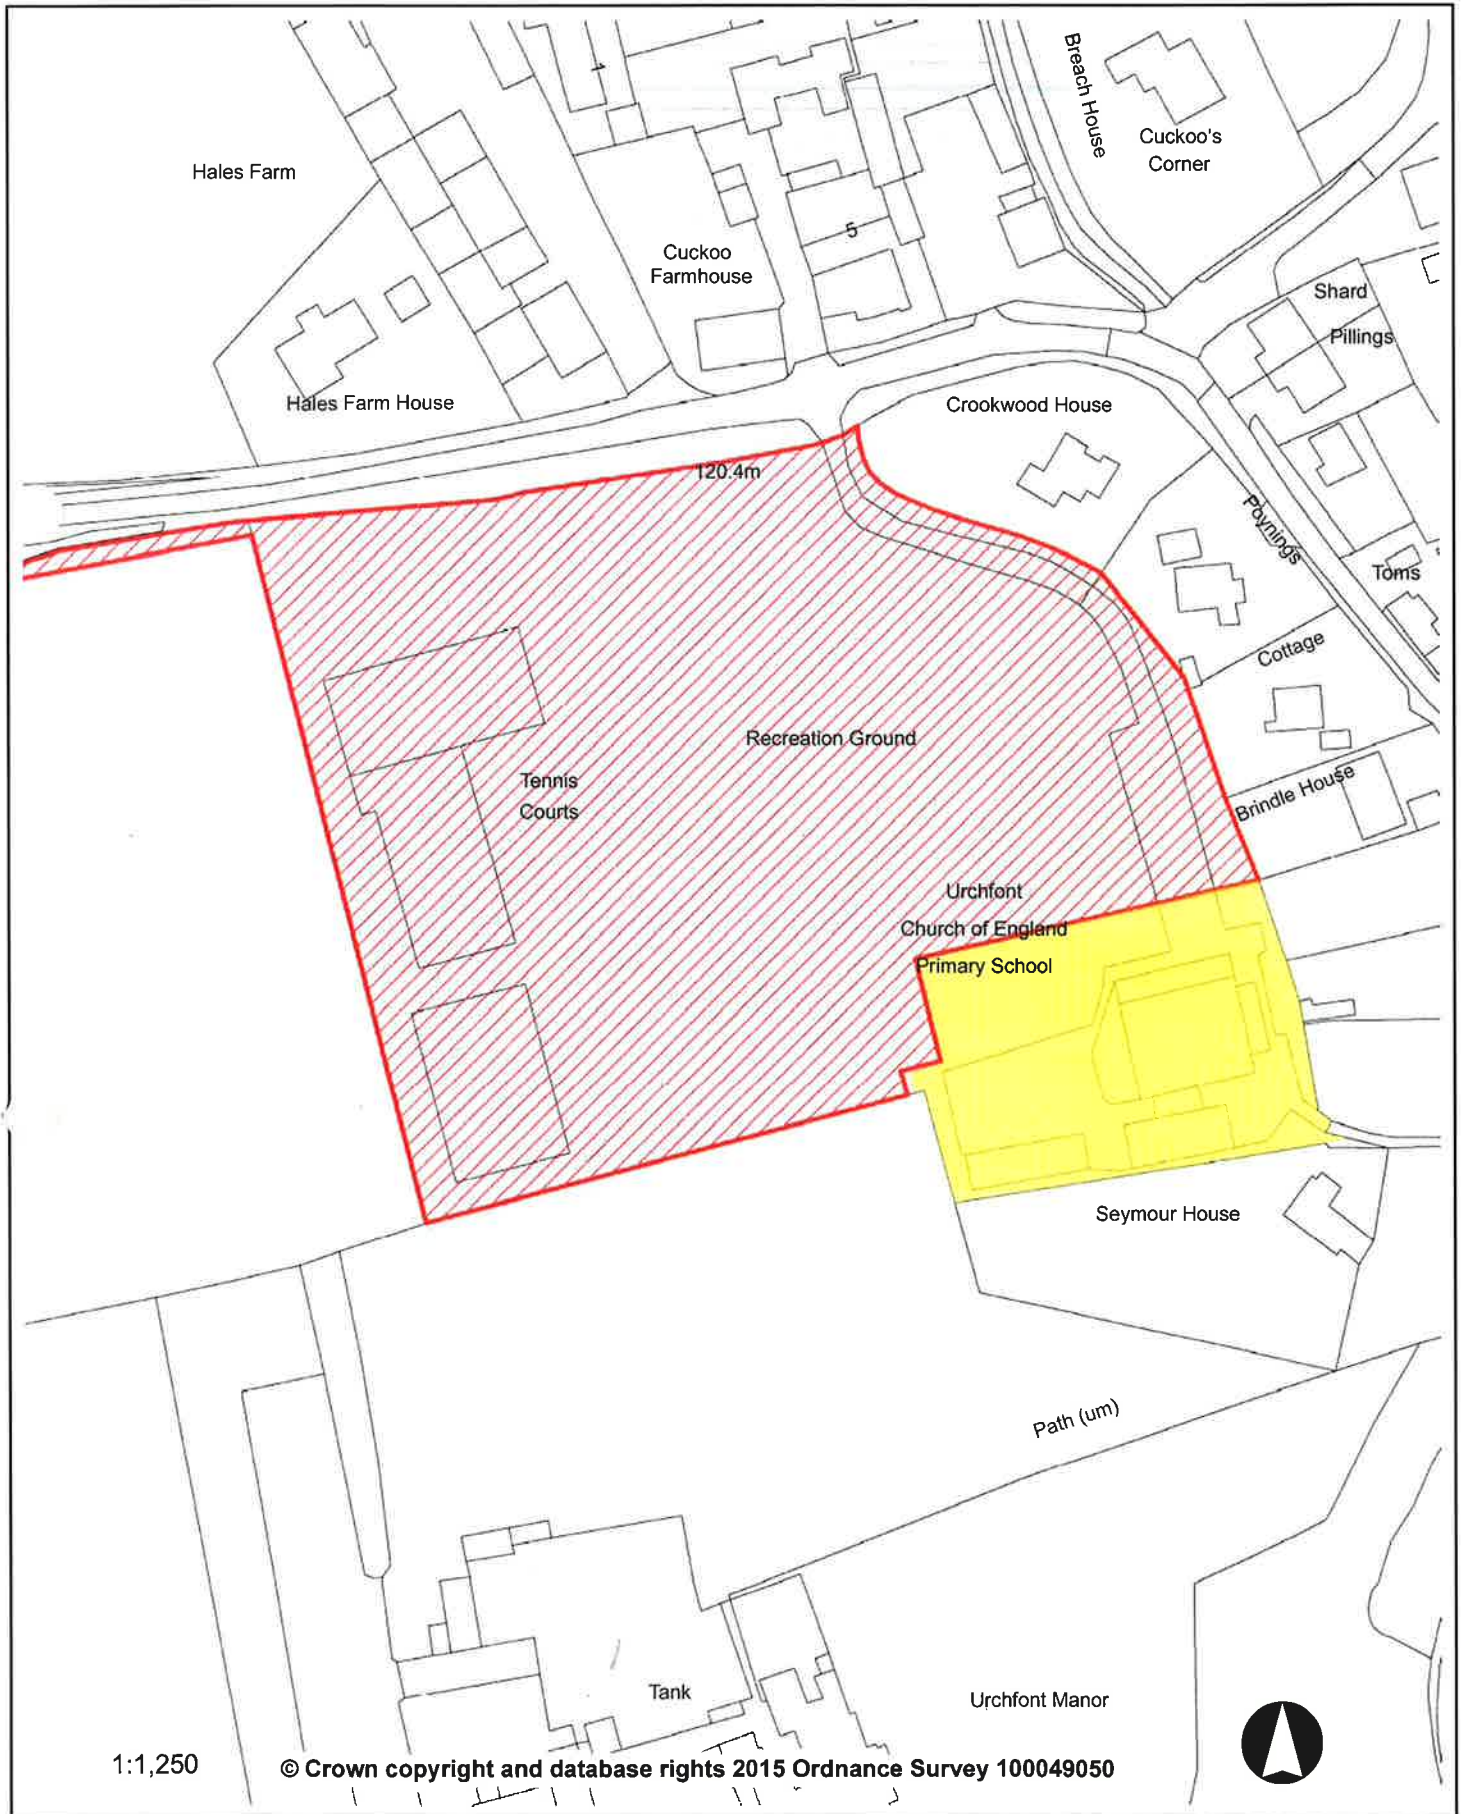 Breach House
Cuckoo's
Corner
Hales Farm
1
5
Cuckoo
Farmhouse
Shard
Pillings
Hales Farm House
Crookwood House
120.4m
Poynings
Toms
Cottage
Recreation Ground
Tennis
Courts
Brindle House
Urchfont
Church of England
Primary School
Seymour House
Path (um)
Tank
Urchfont Manor
1:1,250
© Crown copyright and database rights 2015 Ordnance Survey 100049050